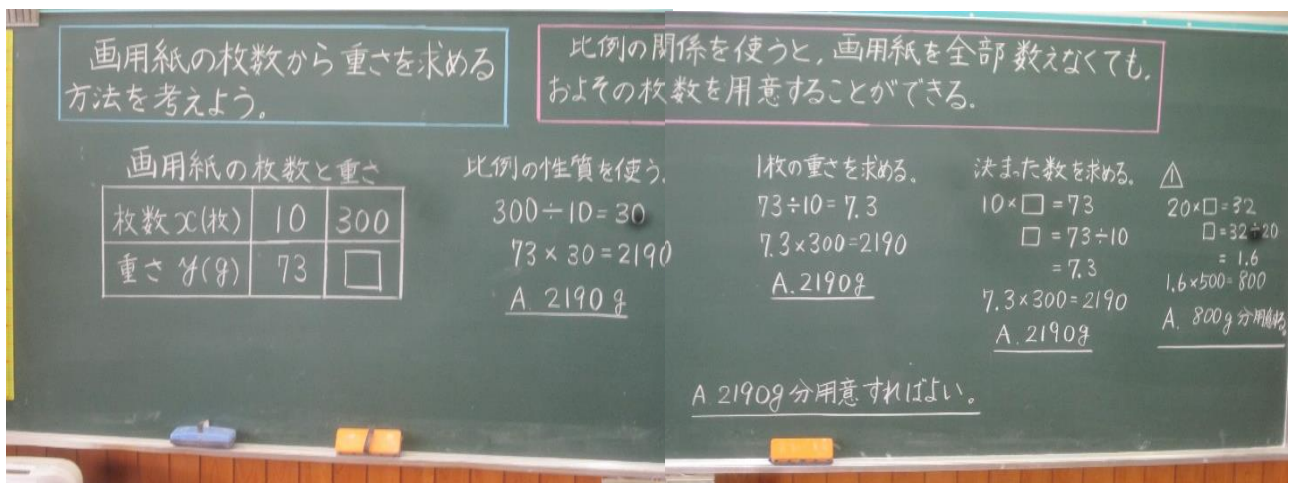 画用紙の枚数から重さを求める
方法を考えよう。
比例の関係を使うと,画用紙を全部数えなくても,
およその枚数を用意することができる.
画用紙の枚数と重さ
枚数x(枚) 10 300
重さy(g) 73 □
比例の性質を使う.
300÷10=30
73×30=2190
A. 2190g
1枚の重さを求める。
73÷10=7.3
7.3×300=2190
A.2190g
決まった数を求める。
10×□=73
□=73÷10
=7.3
7.3×300=2190
A.2190g
⚠
20×□=32
□=32÷20
=1.6
1.6×500=800
A. 800g分用意
A.2190g分用意すればよい。